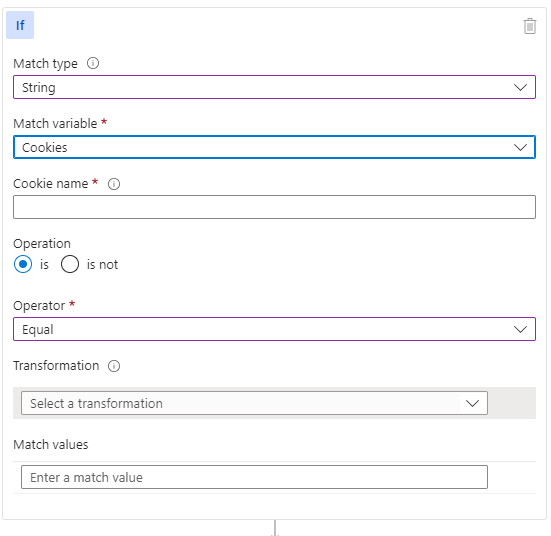 If
Match type
String
Match variable *
Cookies
Cookie name *
Operation
is is not
Operator *
Equal
Transformation
Select a transformation
Match values
Enter a match value